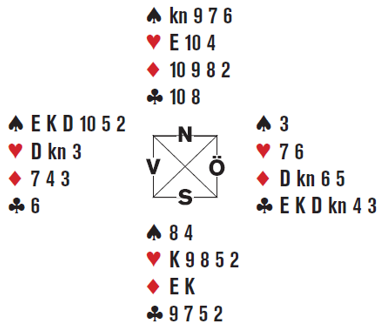 ♠ kn 9 7 6
♥ E 10 4
♦ 10 9 8 2
♣ 10 8
♠ E K D 10 5 2
♥ D kn 3
♦ 7 4 3
♣ 6
N
V Ö
S
♠ 3
♥ 7 6
♦ D kn 6 5
♣ E K D kn 4 3
♠ 8 4
♥ K 9 8 5 2
♦ E K
♣ 9 7 5 2